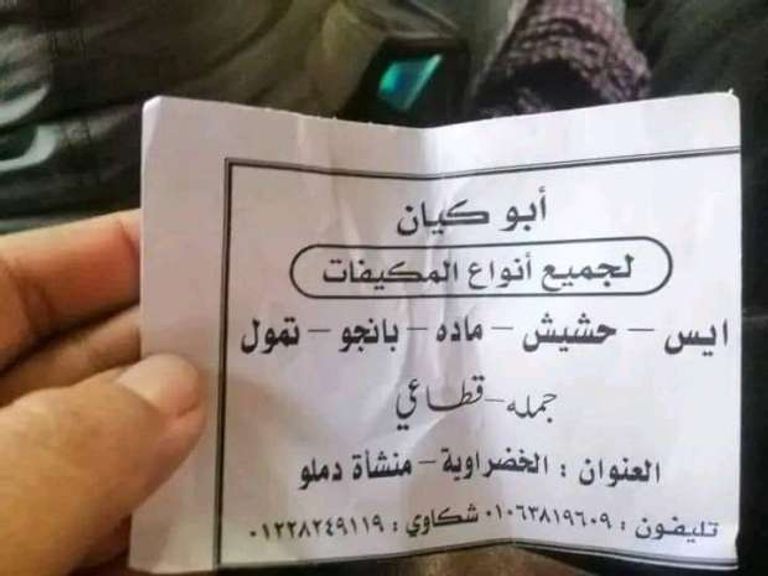 أبو كيان
لجميع أنواع المكيفات
ايس - حشيش - ماده - بانجو - تمول
جمله - قطاعي
العنوان : الخضراوية - منشأة دملو
تليفون : ٠١٠٦٣٨١٩٦٠٩ شكاوي : ٠١٢٢٨٢٤٩١١٩